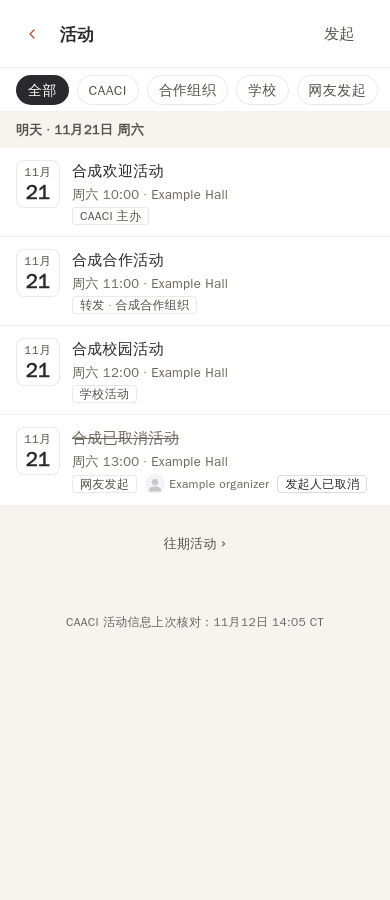 活动
发起
全部 CAACI 合作组织 学校 网友发起
明天 · 11月21日 周六
11月
21
合成欢迎活动
周六 10:00 · Example Hall
CAACI 主办
11月
21
合成合作活动
周六 11:00 · Example Hall
转发 · 合成合作组织
11月
21
合成校园活动
周六 12:00 · Example Hall
学校活动
11月
21
合成已取消活动
周六 13:00 · Example Hall
网友发起 Example organizer 发起人已取消
往期活动 ›
CAACI 活动信息上次核对：11月12日 14:05 CT